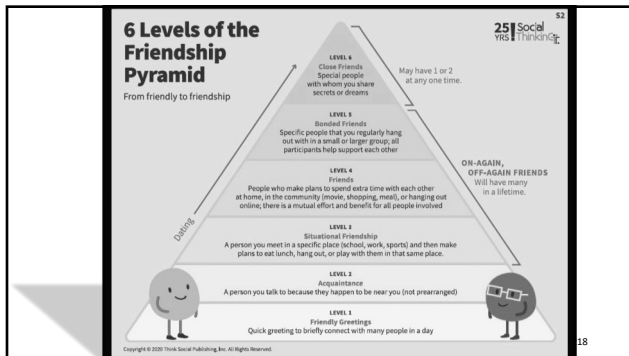 52
6 Levels of the
Friendship
Pyramid
From friendly to friendship
25 YRS Social Thinking
LEVEL 6
Close Friends
Special people
with whom you share
secrets or dreams
May have 1 or 2
at any one time.
LEVEL 5
Bonded Friends
Specific people that you regularly hang
out with in a small or larger group; all
participants help support each other
ON-AGAIN,
OFF-AGAIN FRIENDS
Will have many
in a lifetime.
LEVEL 4
Friends
People who make plans to spend extra time with each other
at home, in the community (movie, shopping, meal), or hanging out
online; there is a mutual effort and benefit for all people involved
Dating
LEVEL 3
Situational Friendship
A person you meet in a specific place (school, work, sports) and then make
plans to eat lunch, hang out, or play with them in that same place.
LEVEL 2
Acquaintance
A person you talk to because they happen to be near you (not prearranged)
LEVEL 1
Friendly Greetings
Quick greeting to briefly connect with many people in a day
Copyright © 2020 Think Social Publishing, Inc. All Rights Reserved.
18